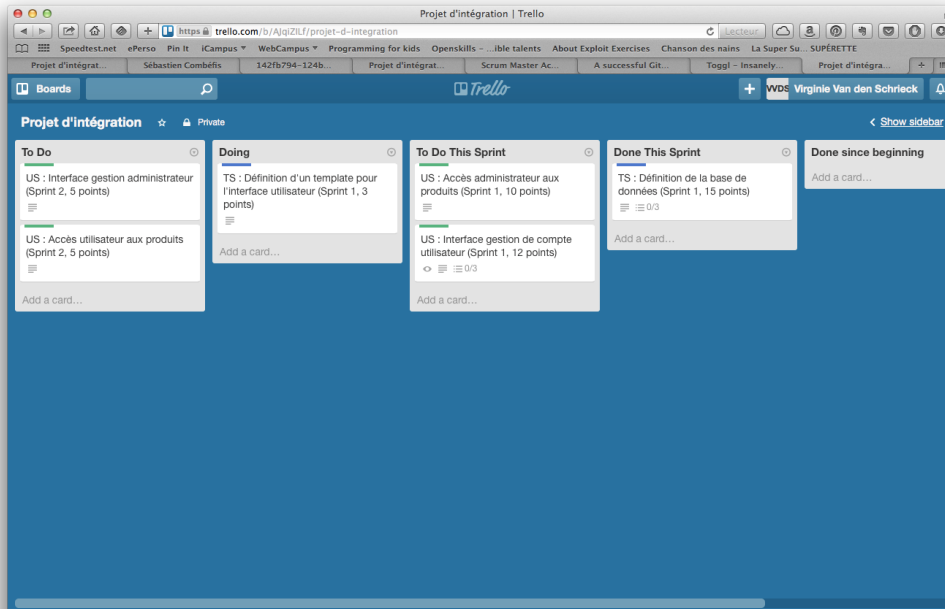 Projet d'intégration | Trello
https trello.com/b/AJqiZILf/projet-d-integration
Lecteur
Speedtest.net ePerso Pin It iCampus WebCampus Programming for kids Openskills – ...ible talents About Exploit Exercises Chanson des nains La Super Su... SUPÉRETTE
Projet d'intégrat... Sébastien Combéfis 142fb794-124b... Projet d'intégrat... Scrum Master Ac... A successful Git... Toggl – Insanely... Projet d'intégra...
Boards
Trello
VVDS Virginie Van den Schrieck
Projet d'intégration
Private
Show sidebar
To Do
US : Interface gestion administrateur
(Sprint 2, 5 points)
US : Accès utilisateur aux produits
(Sprint 2, 5 points)
Add a card…
Doing
TS : Définition d'un template pour
l'interface utilisateur (Sprint 1, 3
points)
Add a card…
To Do This Sprint
US : Accès administrateur aux
produits (Sprint 1, 10 points)
US : Interface gestion de compte
utilisateur (Sprint 1, 12 points)
0/3
Add a card…
Done This Sprint
TS : Définition de la base de
données (Sprint 1, 15 points)
0/3
Add a card…
Done since beginning
Add a card…